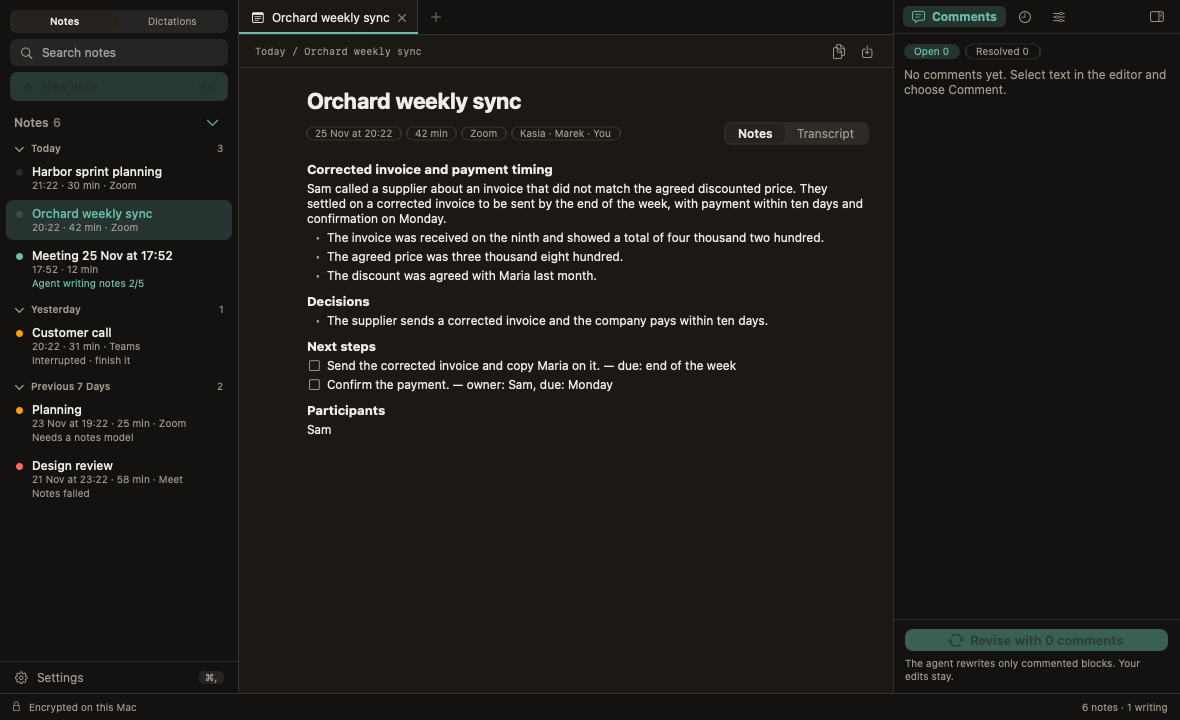 Notes
Dictations
Search notes
New note ⌘N
Notes 6
Today 3
Harbor sprint planning
21:22 · 30 min · Zoom
Orchard weekly sync
20:22 · 42 min · Zoom
Meeting 25 Nov at 17:52
17:52 · 12 min
Agent writing notes 2/5
Yesterday 1
Customer call
20:22 · 31 min · Teams
Interrupted · finish it
Previous 7 Days 2
Planning
23 Nov at 19:22 · 25 min · Zoom
Needs a notes model
Design review
21 Nov at 23:22 · 58 min · Meet
Notes failed
Settings ⌘,
Orchard weekly sync
Today / Orchard weekly sync
Orchard weekly sync
25 Nov at 20:22
42 min
Zoom
Kasia · Marek · You
Notes
Transcript
Corrected invoice and payment timing
Sam called a supplier about an invoice that did not match the agreed discounted price. They
settled on a corrected invoice to be sent by the end of the week, with payment within ten days and
confirmation on Monday.
· The invoice was received on the ninth and showed a total of four thousand two hundred.
· The agreed price was three thousand eight hundred.
· The discount was agreed with Maria last month.
Decisions
· The supplier sends a corrected invoice and the company pays within ten days.
Next steps
Send the corrected invoice and copy Maria on it. — due: end of the week
Confirm the payment. — owner: Sam, due: Monday
Participants
Sam
Comments
Open 0
Resolved 0
No comments yet. Select text in the editor and
choose Comment.
Revise with 0 comments
The agent rewrites only commented blocks. Your
edits stay.
Encrypted on this Mac
6 notes · 1 writing